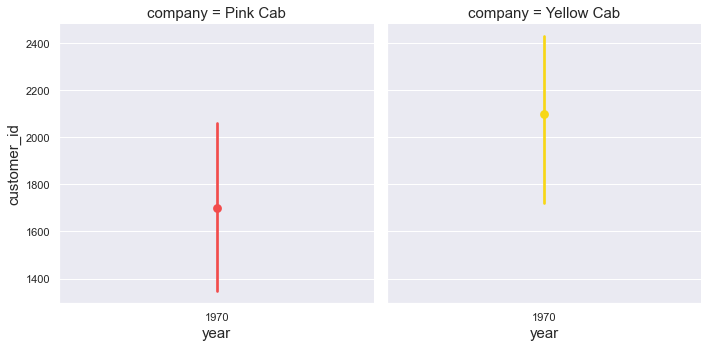 company = Pink Cab
company = Yellow Cab
customer_id
2400
2200
2000
1800
1600
1400
1970
1970
year
year